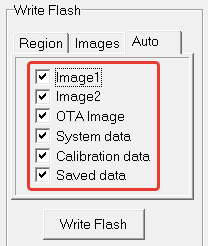 Write Flash
Region Images Auto
Image1
Image2
OTA Image
System data
Calibration data
Saved data
Write Flash